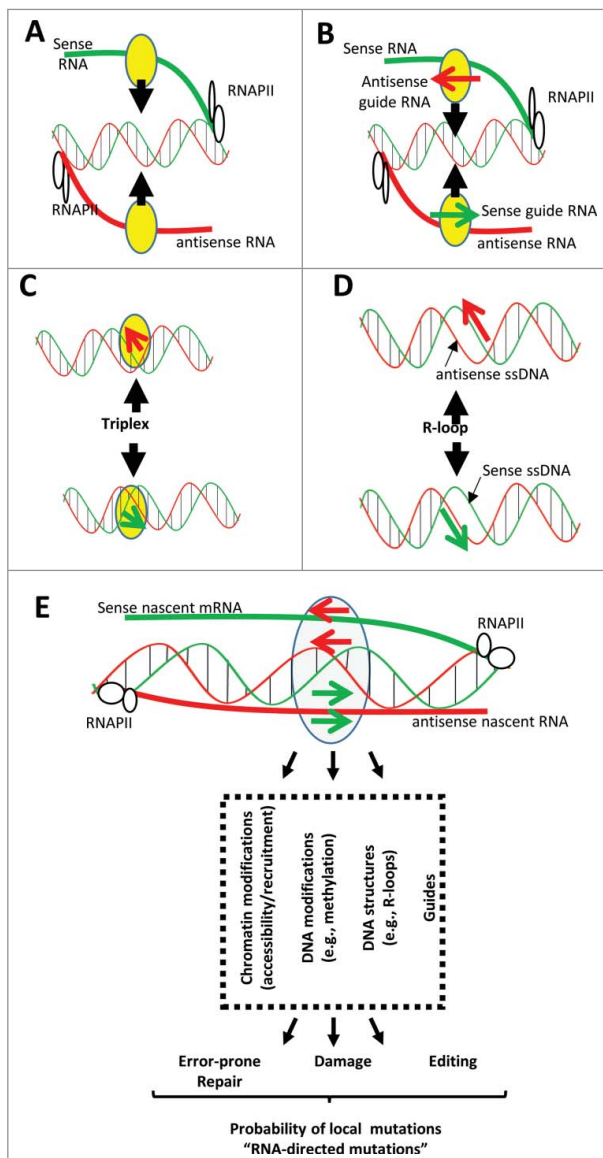 A
Sense
RNA
RNAPII
RNAPII
antisense RNA
B
Sense RNA
Antisense
guide RNA
RNAPII
RNAPII
Sense guide RNA
antisense RNA
C
Triplex
D
antisense ssDNA
R-loop
Sense ssDNA
E
Sense nascent mRNA
RNAPII
RNAPII
antisense nascent RNA
Chromatin modifications
(accessibility/recruitment)
DNA modifications
(e.g., methylation)
DNA structures
(e.g., R-loops)
Guides
Error-prone
Repair
Damage
Editing
Probability of local mutations
“RNA-directed mutations”